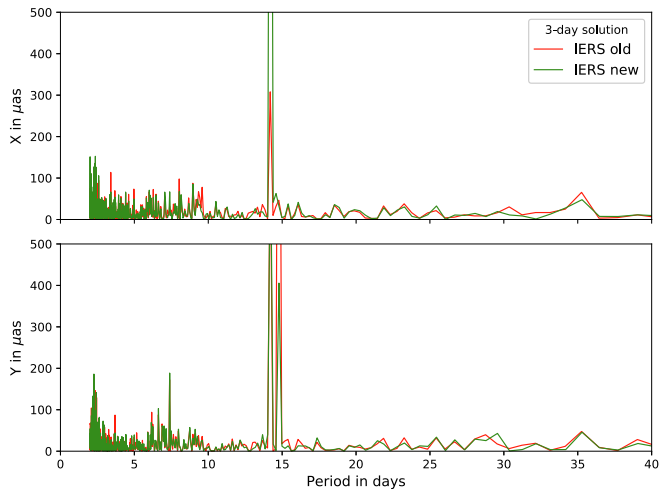 500
400
300
200
100
0
X in μas
3-day solution
IERS old
IERS new
500
400
300
200
100
0
Y in μas
0 5 10 15 20 25 30 35 40
Period in days